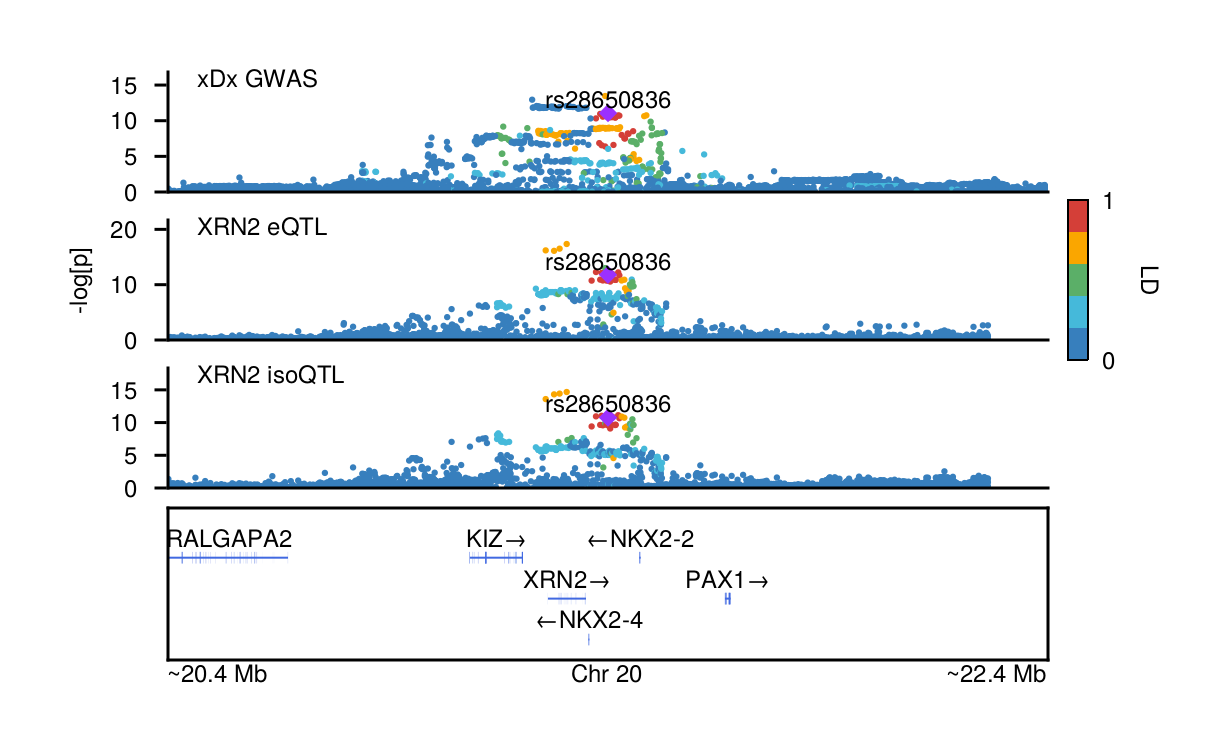 xDx GWAS
15
10
5
0
rs28650836
XRN2 eQTL
20
10
0
rs28650836
-log[p]
XRN2 isoQTL
15
10
5
0
rs28650836
1
0
LD
RALGAPA2
KIZ→
←NKX2-2
XRN2→
PAX1→
←NKX2-4
~20.4 Mb
Chr 20
~22.4 Mb